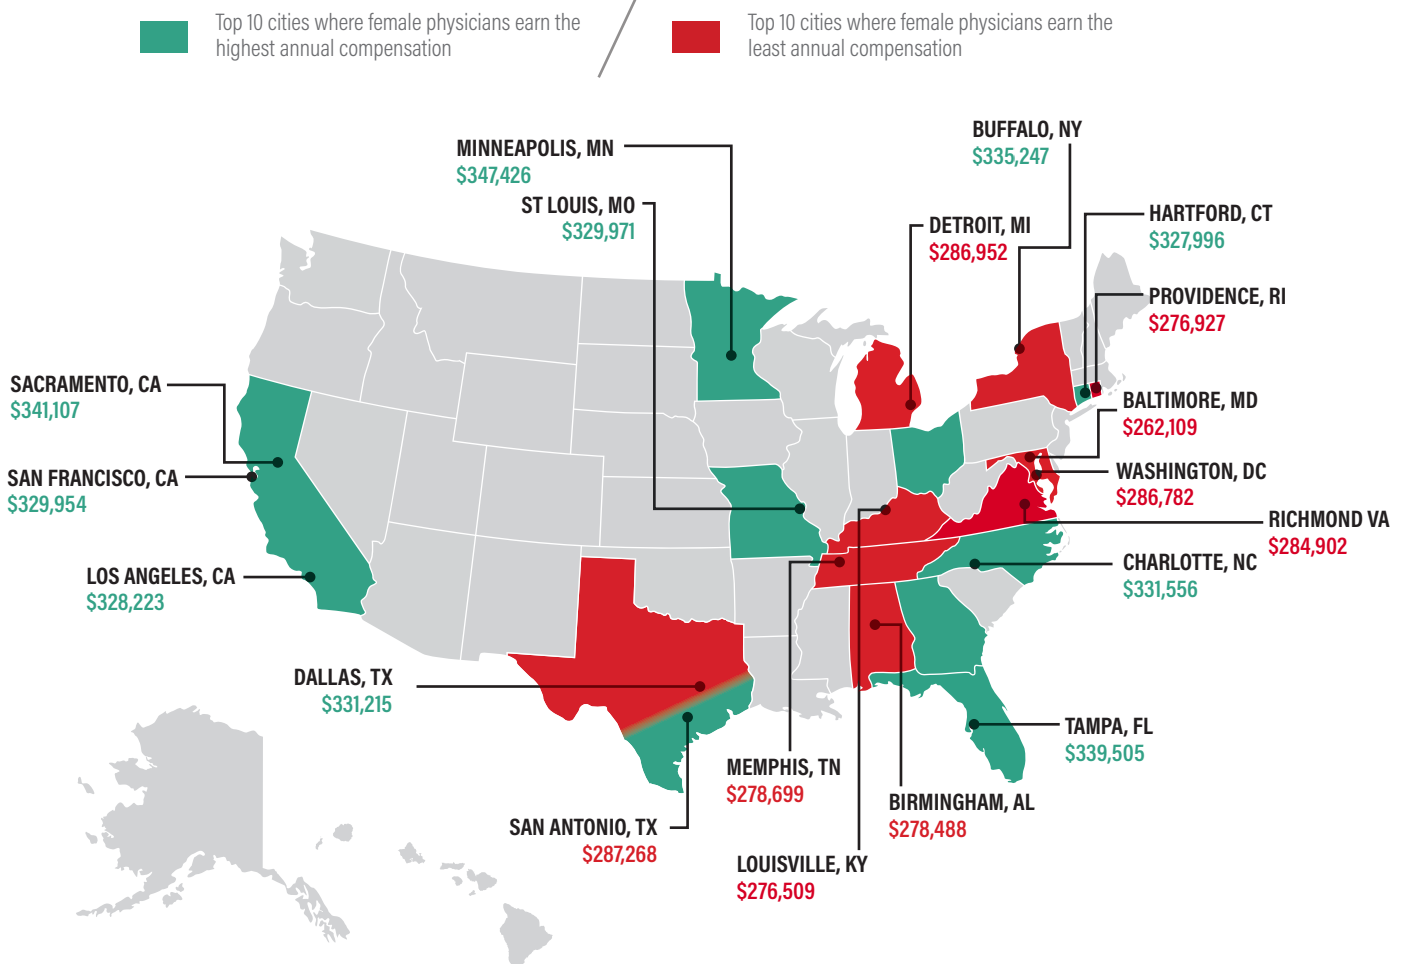 Top 10 cities where female physicians earn the
highest annual compensation
Top 10 cities where female physicians earn the
least annual compensation
MINNEAPOLIS, MN
$347,426
ST LOUIS, MO
$329,971
BUFFALO, NY
$335,247
DETROIT, MI
$286,952
HARTFORD, CT
$327,996
PROVIDENCE, RI
$276,927
SACRAMENTO, CA
$341,107
BALTIMORE, MD
$262,109
SAN FRANCISCO, CA
$329,954
WASHINGTON, DC
$286,782
RICHMOND VA
$284,902
LOS ANGELES, CA
$328,223
CHARLOTTE, NC
$331,556
DALLAS, TX
$331,215
TAMPA, FL
$339,505
MEMPHIS, TN
$278,699
BIRMINGHAM, AL
$278,488
SAN ANTONIO, TX
$287,268
LOUISVILLE, KY
$276,509